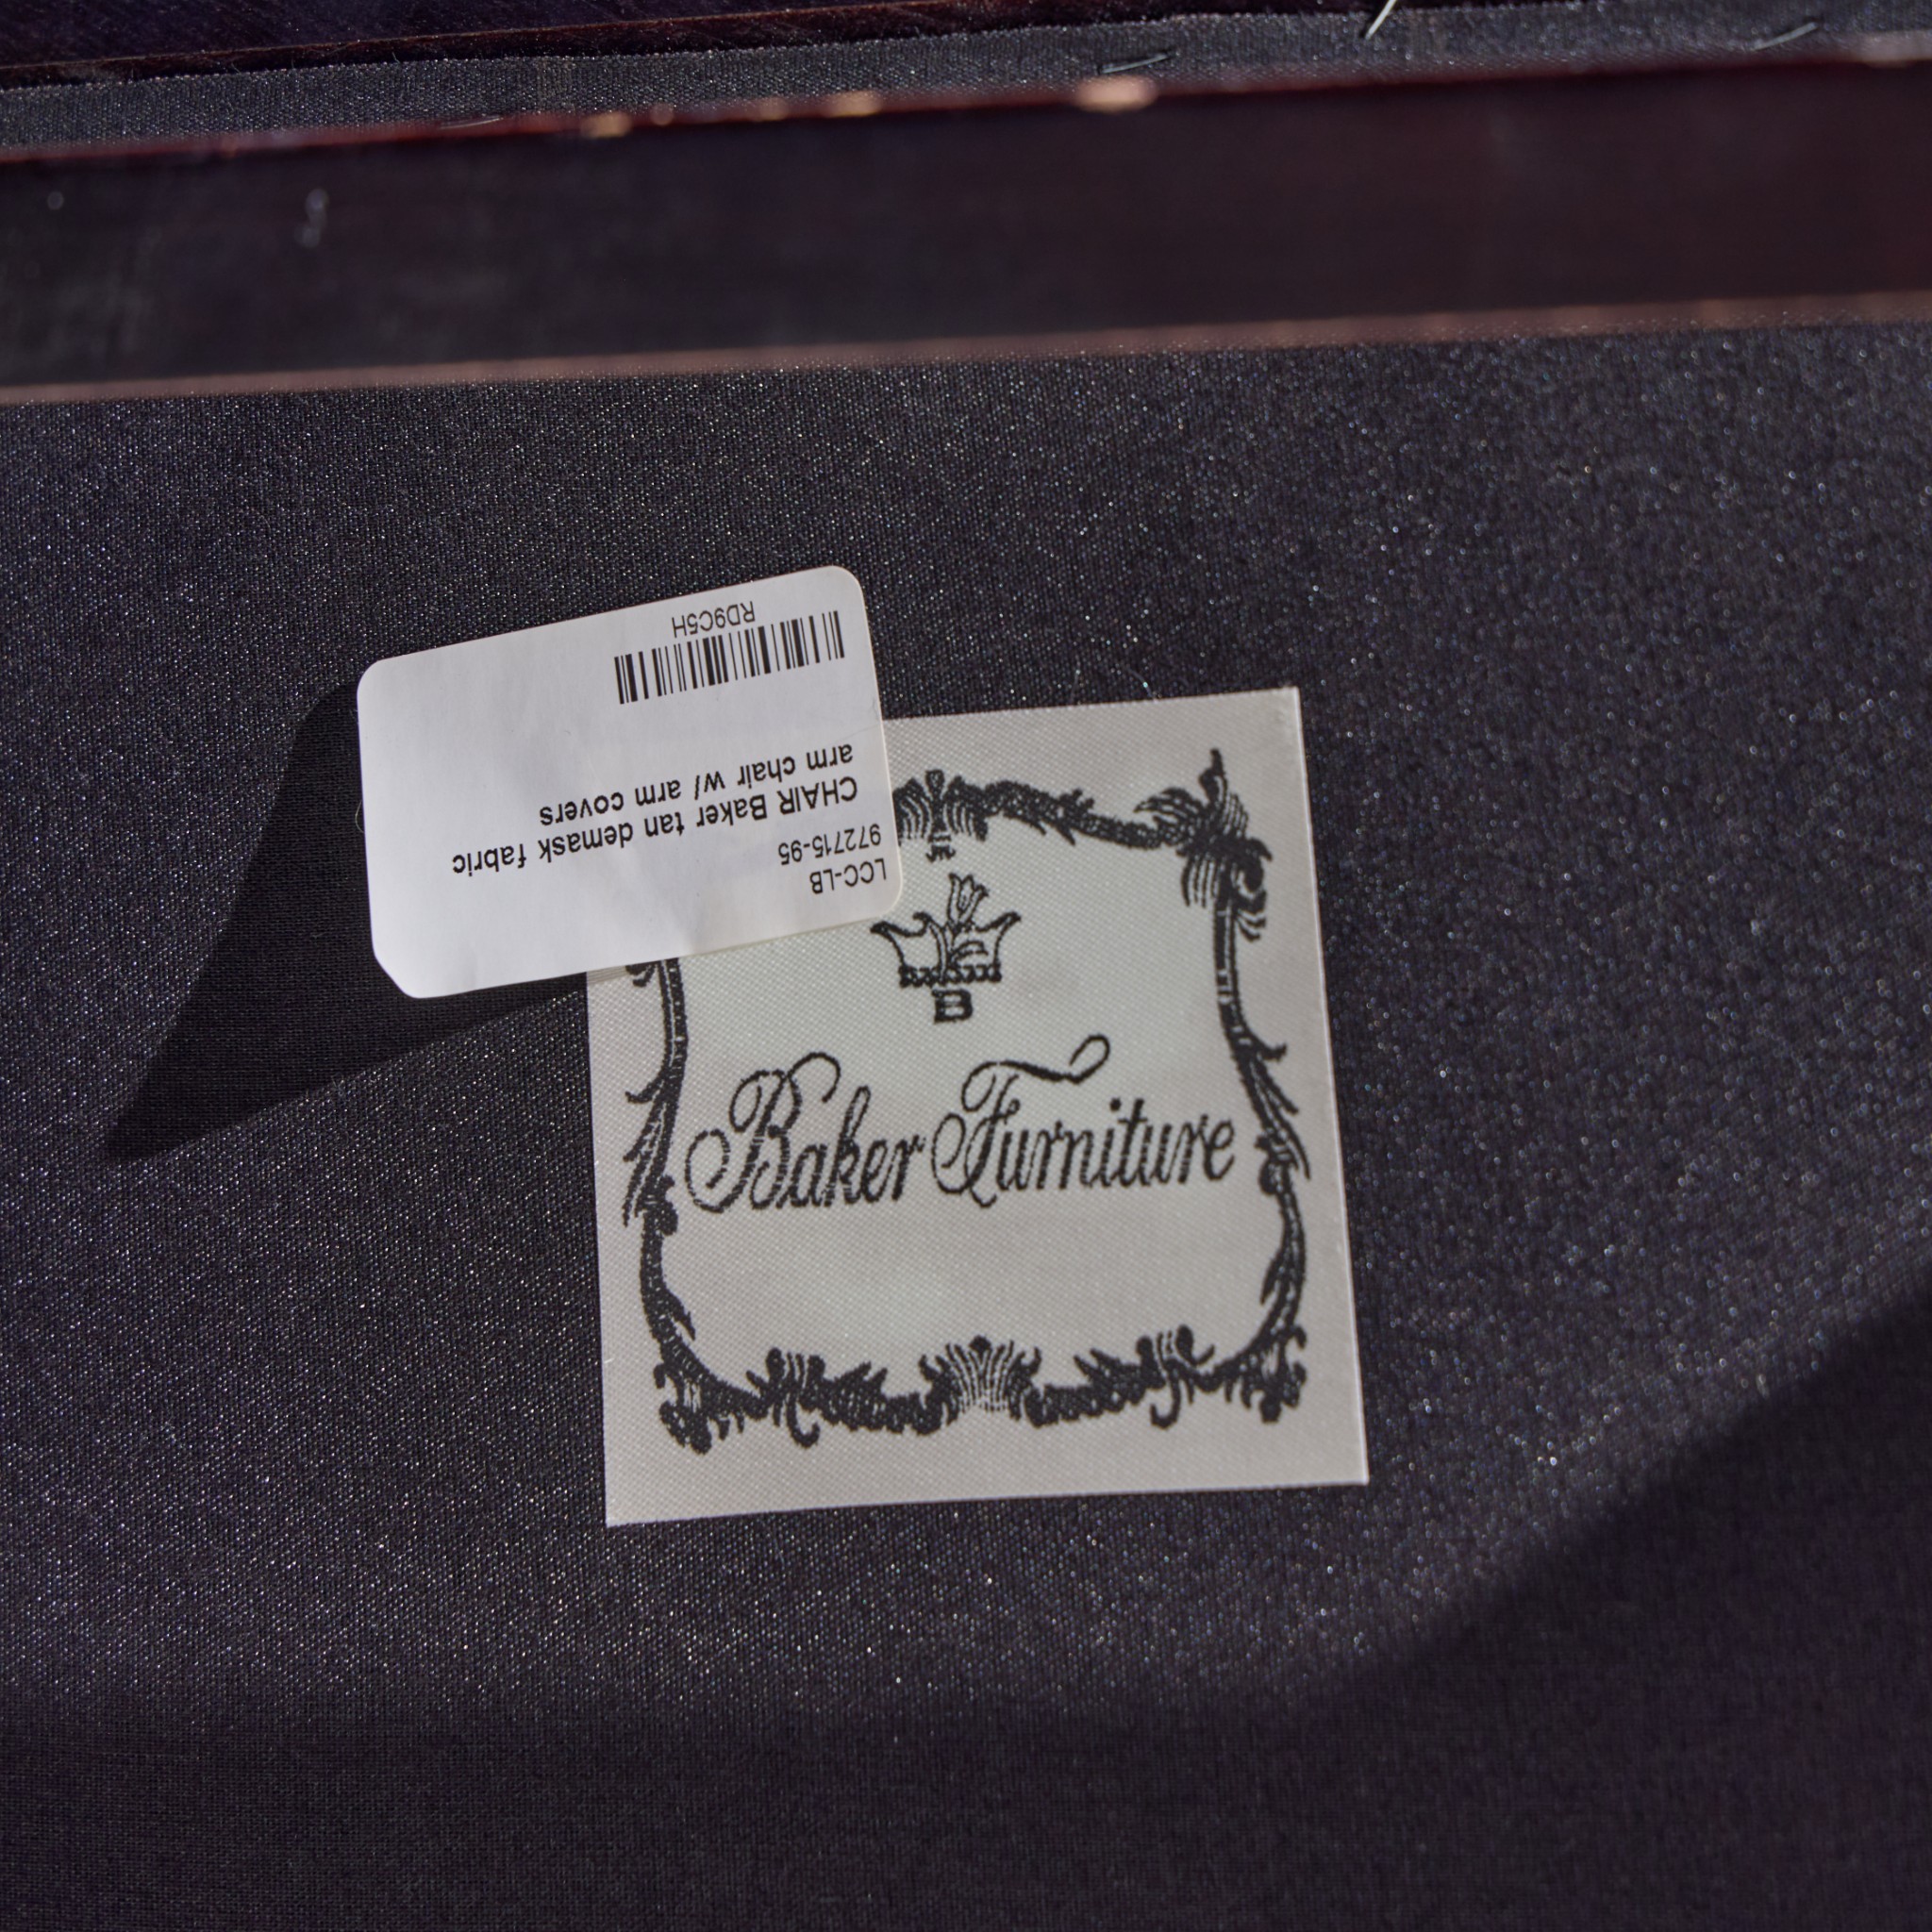 LCC-LB
972715-95
CHAIR Baker tan demask fabric
arm chair w/ arm covers
RD9C5H
B
Baker Furniture